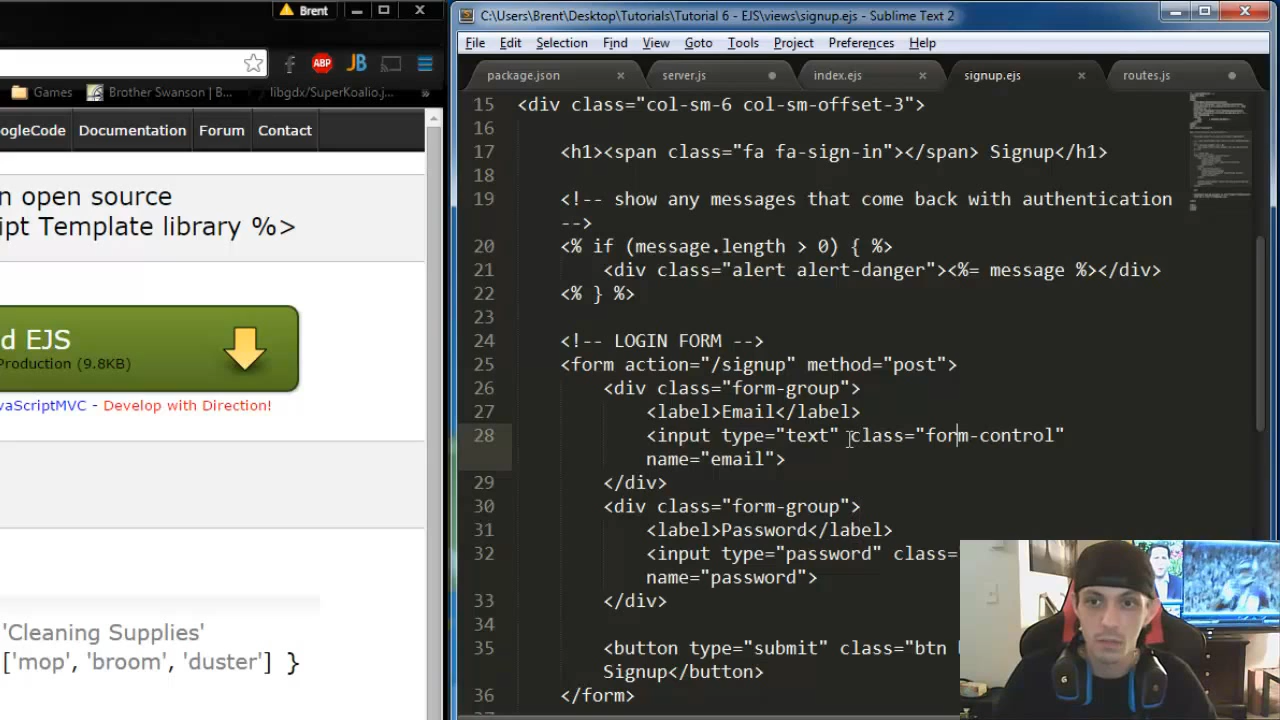 Brent
ABP
JB
Games
Brother Swanson | B...
libgdx/SuperKoalio.j...
ogleCode
Documentation
Forum
Contact
n open source
ipt Template library %>
d EJS
Production (9.8KB)
vaScriptMVC - Develop with Direction!
'Cleaning Supplies'
['mop', 'broom', 'duster'] }
C:\Users\Brent\Desktop\Tutorials\Tutorial 6 - EJS\views\signup.ejs - Sublime Text 2
File Edit Selection Find View Goto Tools Project Preferences Help
package.json
server.js
index.ejs
signup.ejs
routes.js
15 <div class="col-sm-6 col-sm-offset-3">
16
17 <h1><span class="fa fa-sign-in"></span> Signup</h1>
18
19 <!-- show any messages that come back with authentication
-->
20 <% if (message.length > 0) { %>
21 <div class="alert alert-danger"><%= message %></div>
22 <% } %>
23
24 <!-- LOGIN FORM -->
25 <form action="/signup" method="post">
26 <div class="form-group">
27 <label>Email</label>
28 <input type="text" class="form-control"
name="email">
29 </div>
30 <div class="form-group">
31 <label>Password</label>
32 <input type="password" class=
name="password">
33 </div>
34
35 <button type="submit" class="btn
Signup</button>
36 </form>